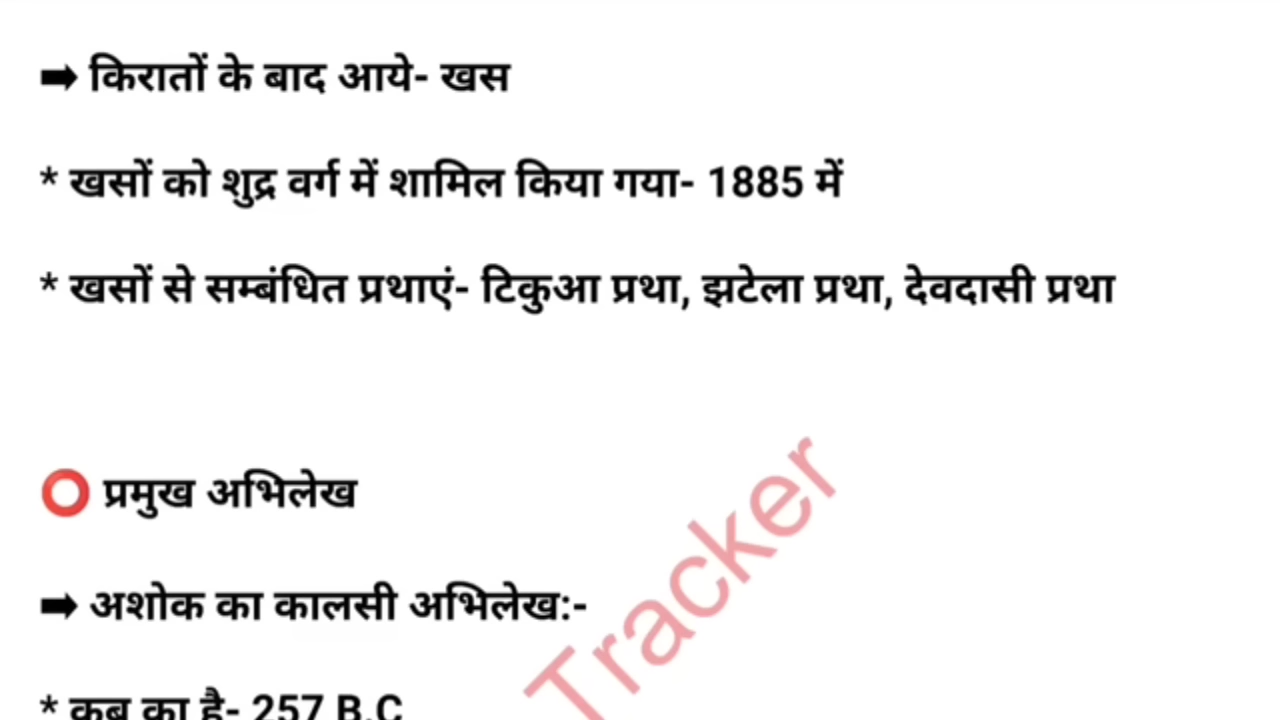 ➡ किरातों के बाद आये- खस
* खसों को शुद्र वर्ग में शामिल किया गया- 1885 में
* खसों से सम्बंधित प्रथाएं- टिकुआ प्रथा, झटेला प्रथा, देवदासी प्रथा
⭕ प्रमुख अभिलेख
➡ अशोक का कालसी अभिलेख:-
* कब का है- 257 B.C
Tracker